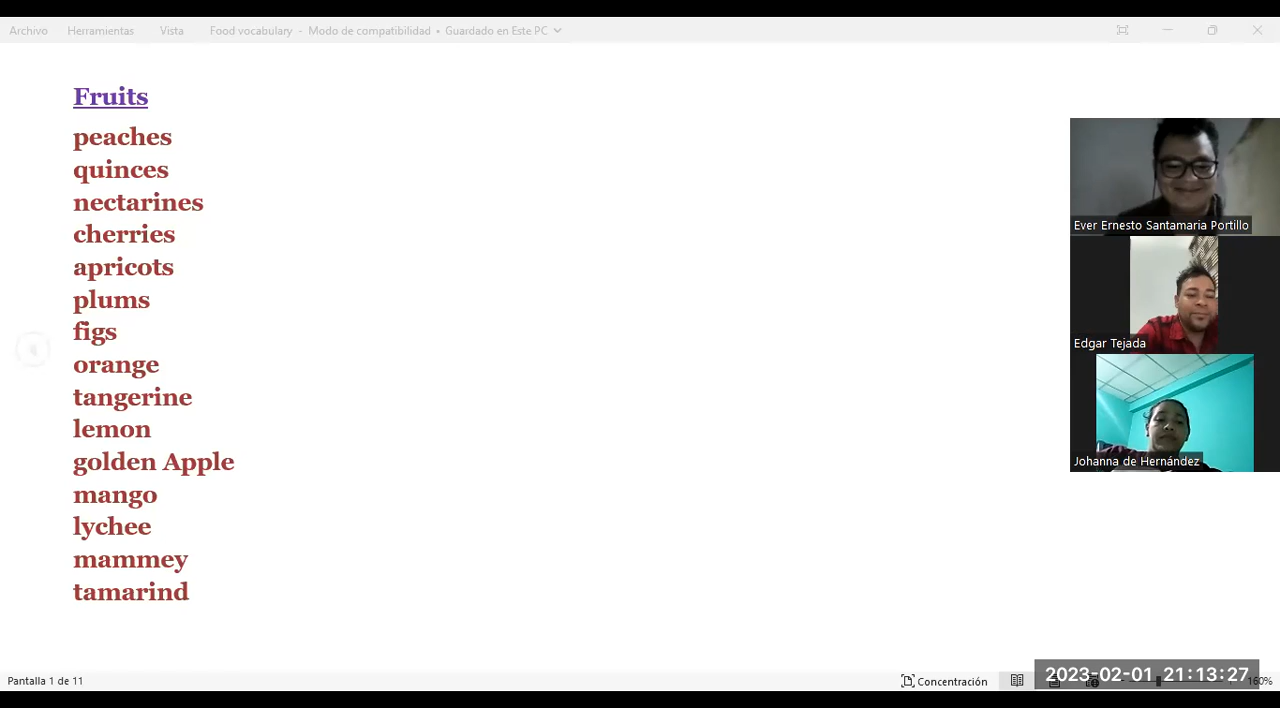 Archivo Herramientas Vista Food vocabulary - Modo de compatibilidad • Guardado en Este PC
Fruits
peaches
quinces
nectarines
cherries
apricots
plums
figs
orange
tangerine
lemon
golden Apple
mango
lychee
mammey
tamarind
Ever Ernesto Santamaria Portillo
Edgar Tejada
Johanna de Hernández
Pantalla 1 de 11 Concentración 160%
2023-02-01 21:13:27